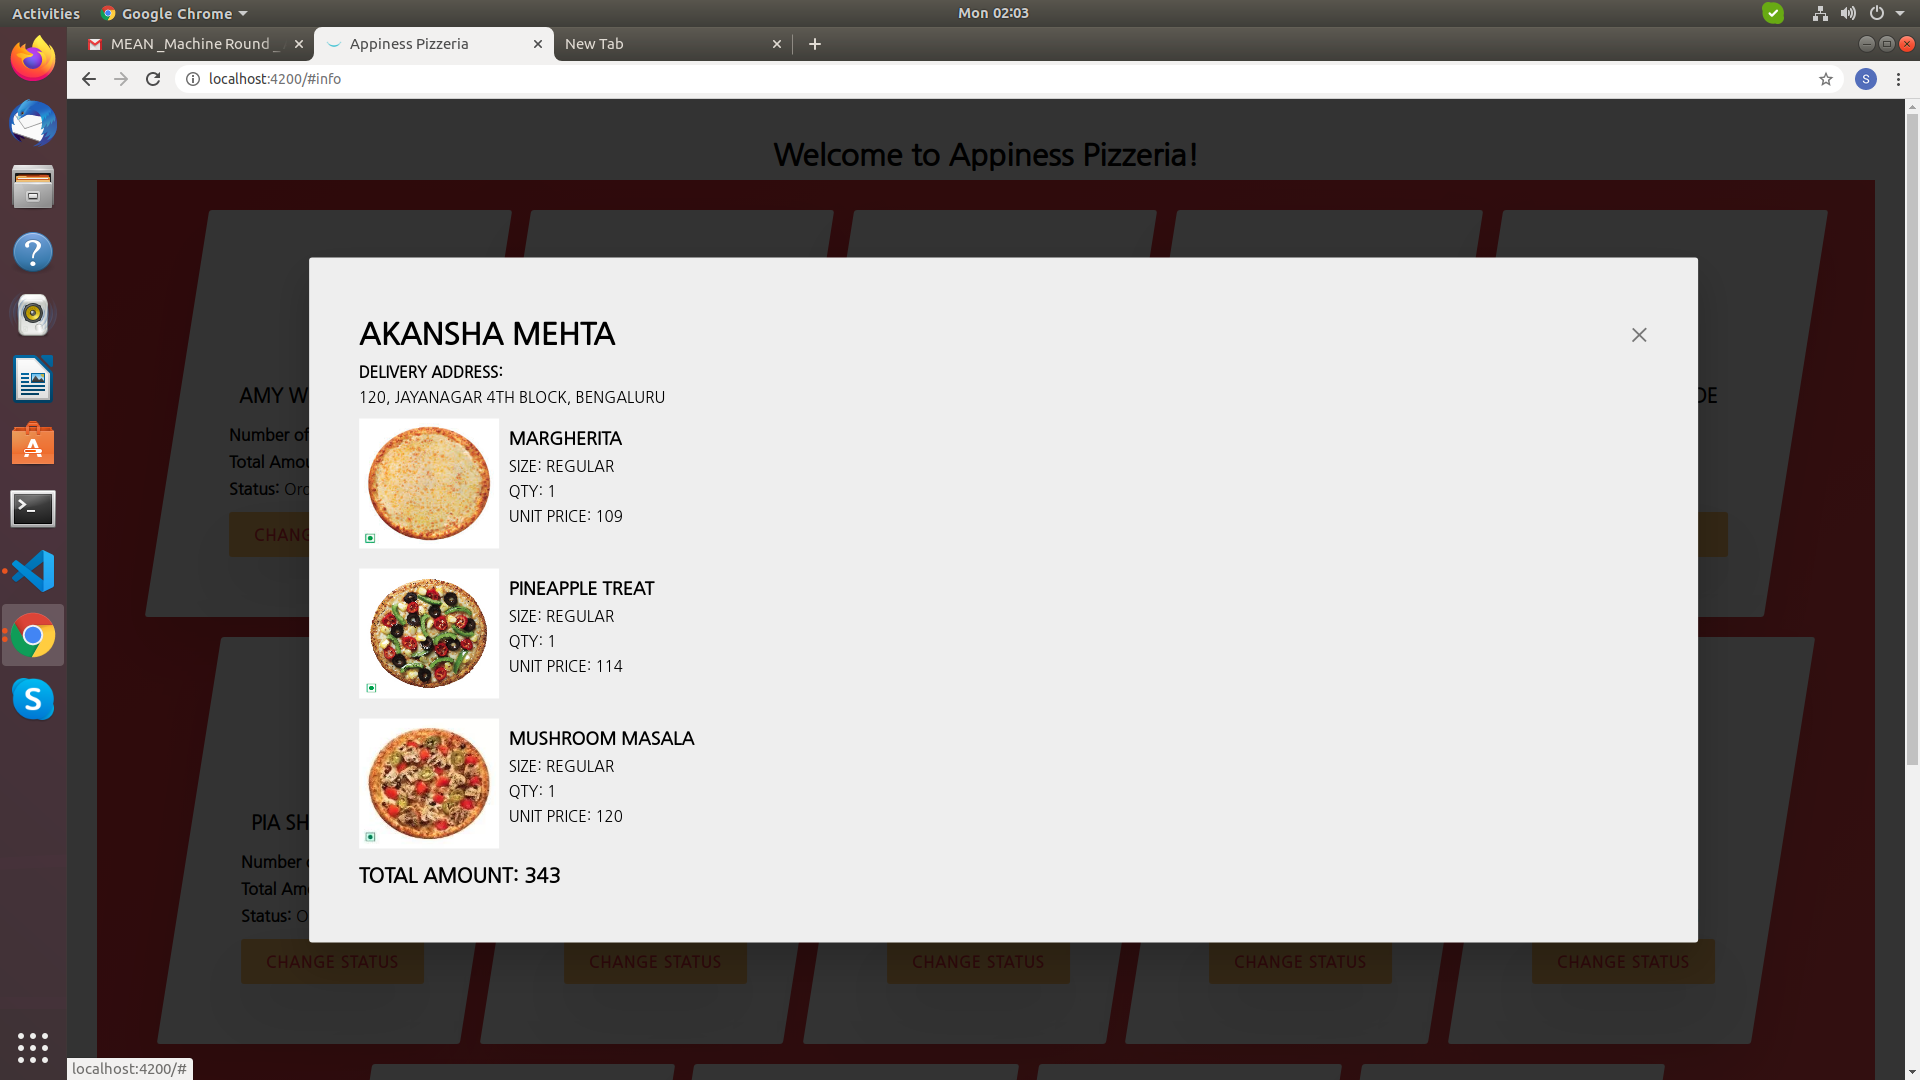 Activities
Google Chrome
Mon 02:03
MEAN _Machine Round _
Appiness Pizzeria
New Tab
localhost:4200/#info
S
Welcome to Appiness Pizzeria!
AKANSHA MEHTA
DELIVERY ADDRESS:
120, JAYANAGAR 4TH BLOCK, BENGALURU
MARGHERITA
SIZE: REGULAR
QTY: 1
UNIT PRICE: 109
PINEAPPLE TREAT
SIZE: REGULAR
QTY: 1
UNIT PRICE: 114
MUSHROOM MASALA
SIZE: REGULAR
QTY: 1
UNIT PRICE: 120
TOTAL AMOUNT: 343
AMY W
Number of
Total Amou
Status: Ord
CHANG
DE
PIA SH
Number o
Total Am
Status: O
CHANGE STATUS
CHANGE STATUS
CHANGE STATUS
CHANGE STATUS
CHANGE STATUS
localhost:4200/#